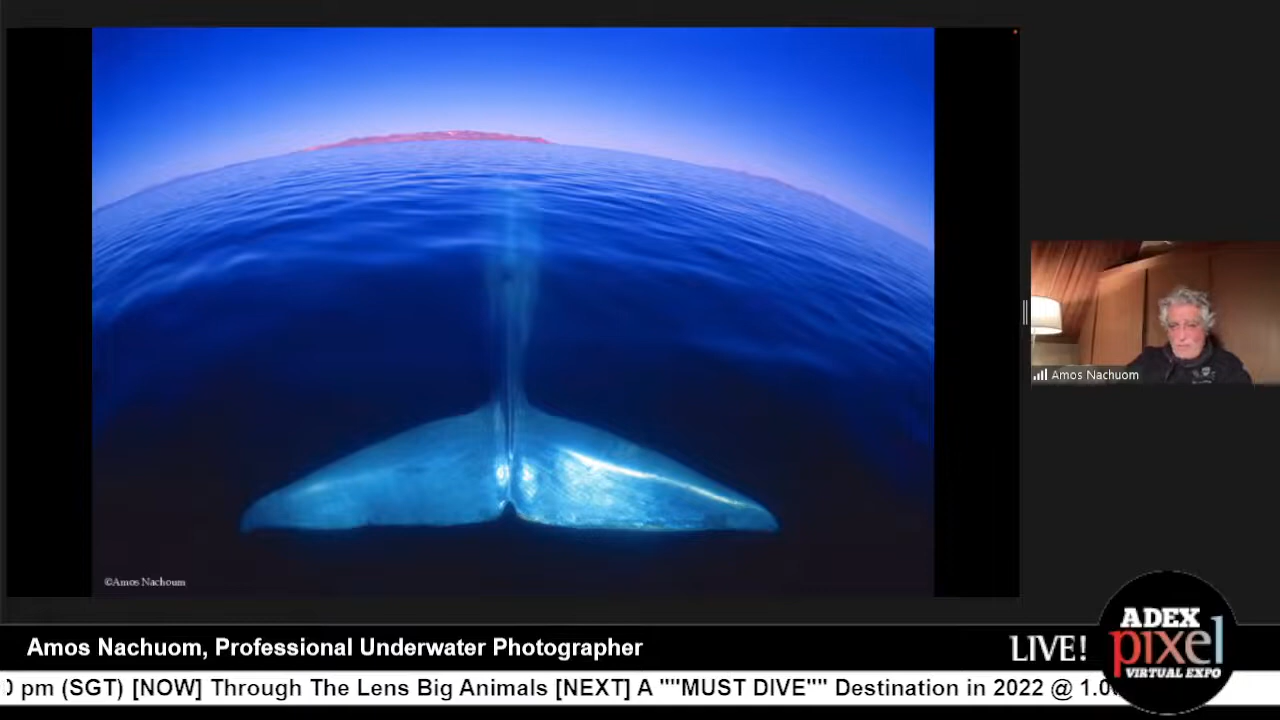 Amos Nachuom
©Amos Nachoum
Amos Nachuom, Professional Underwater Photographer
LIVE!
ADEX
pixel
VIRTUAL EXPO
pm (SGT) [NOW] Through The Lens Big Animals [NEXT] A ""MUST DIVE"" Destination in 2022 @